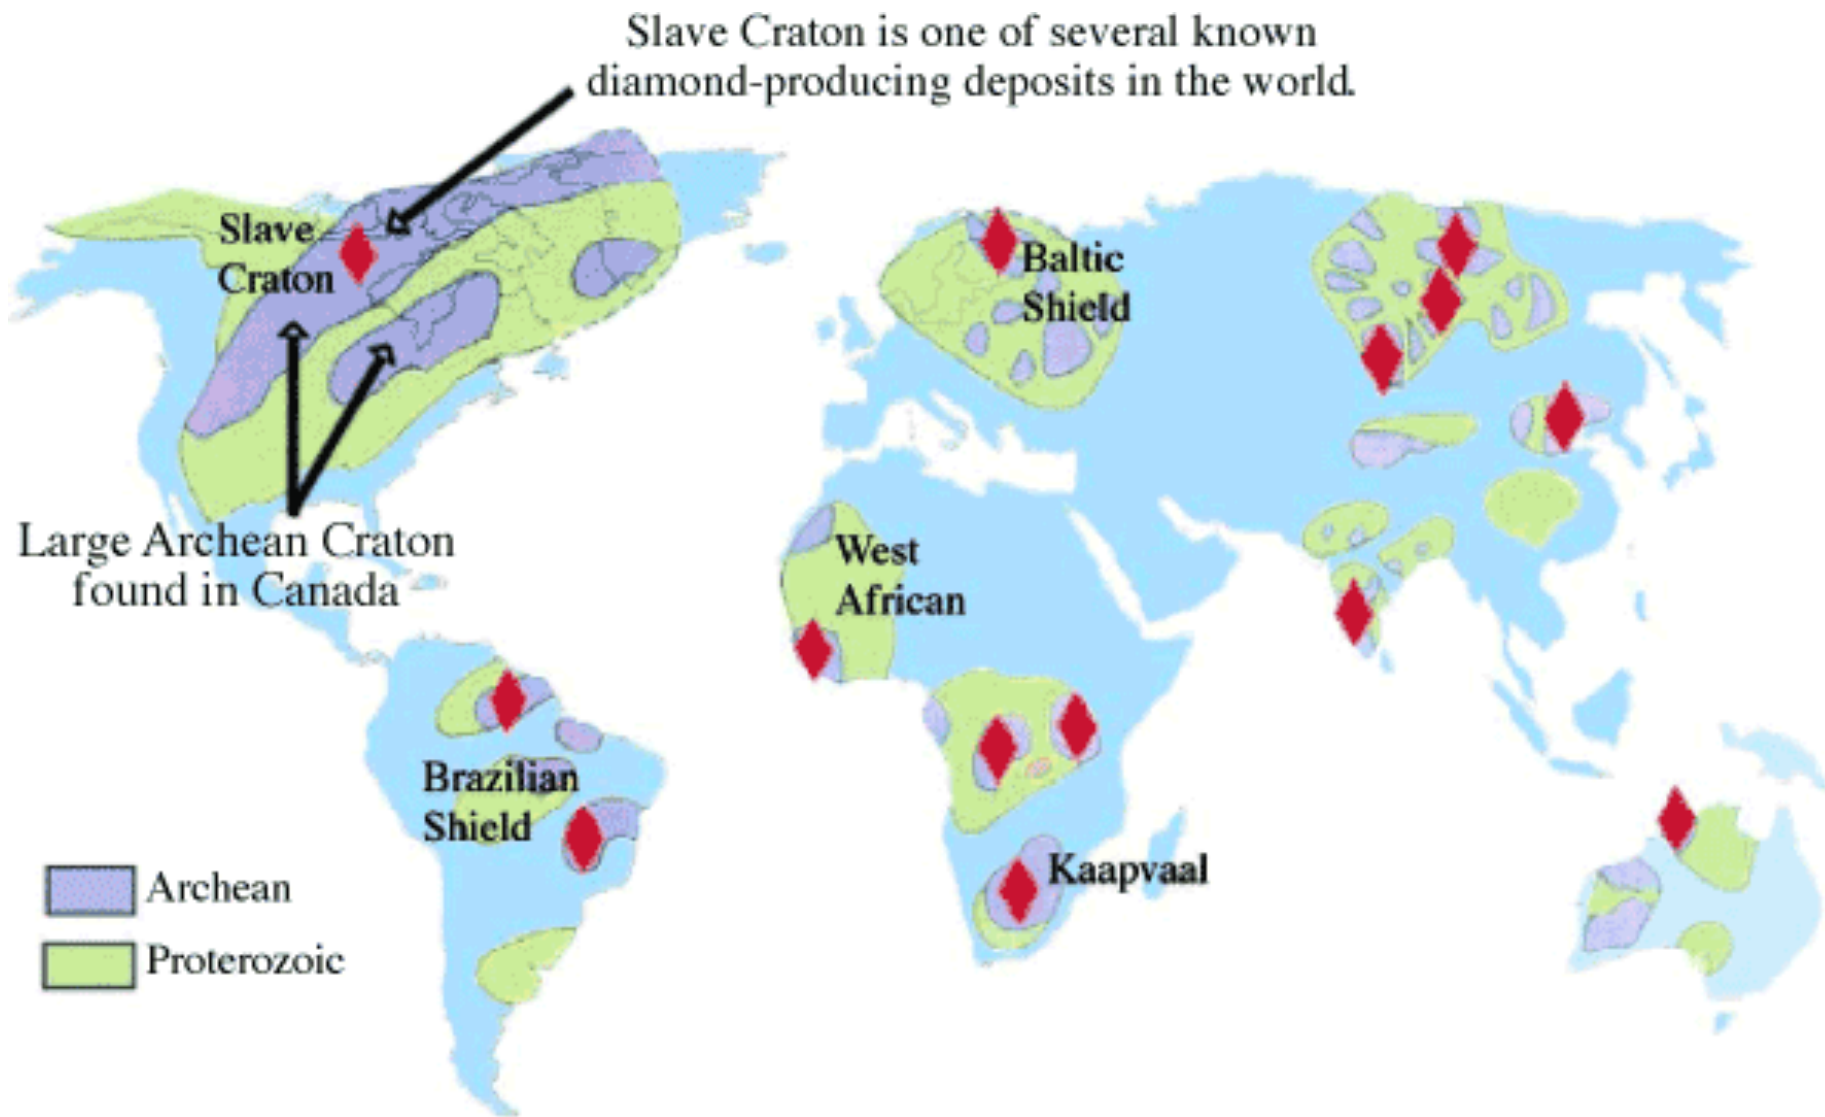 Slave Craton is one of several known
diamond-producing deposits in the world.
Slave
Craton
Baltic
Shield
Large Archean Craton
found in Canada
West
African
Brazilian
Shield
Kaapvaal
Archean
Proterozoic